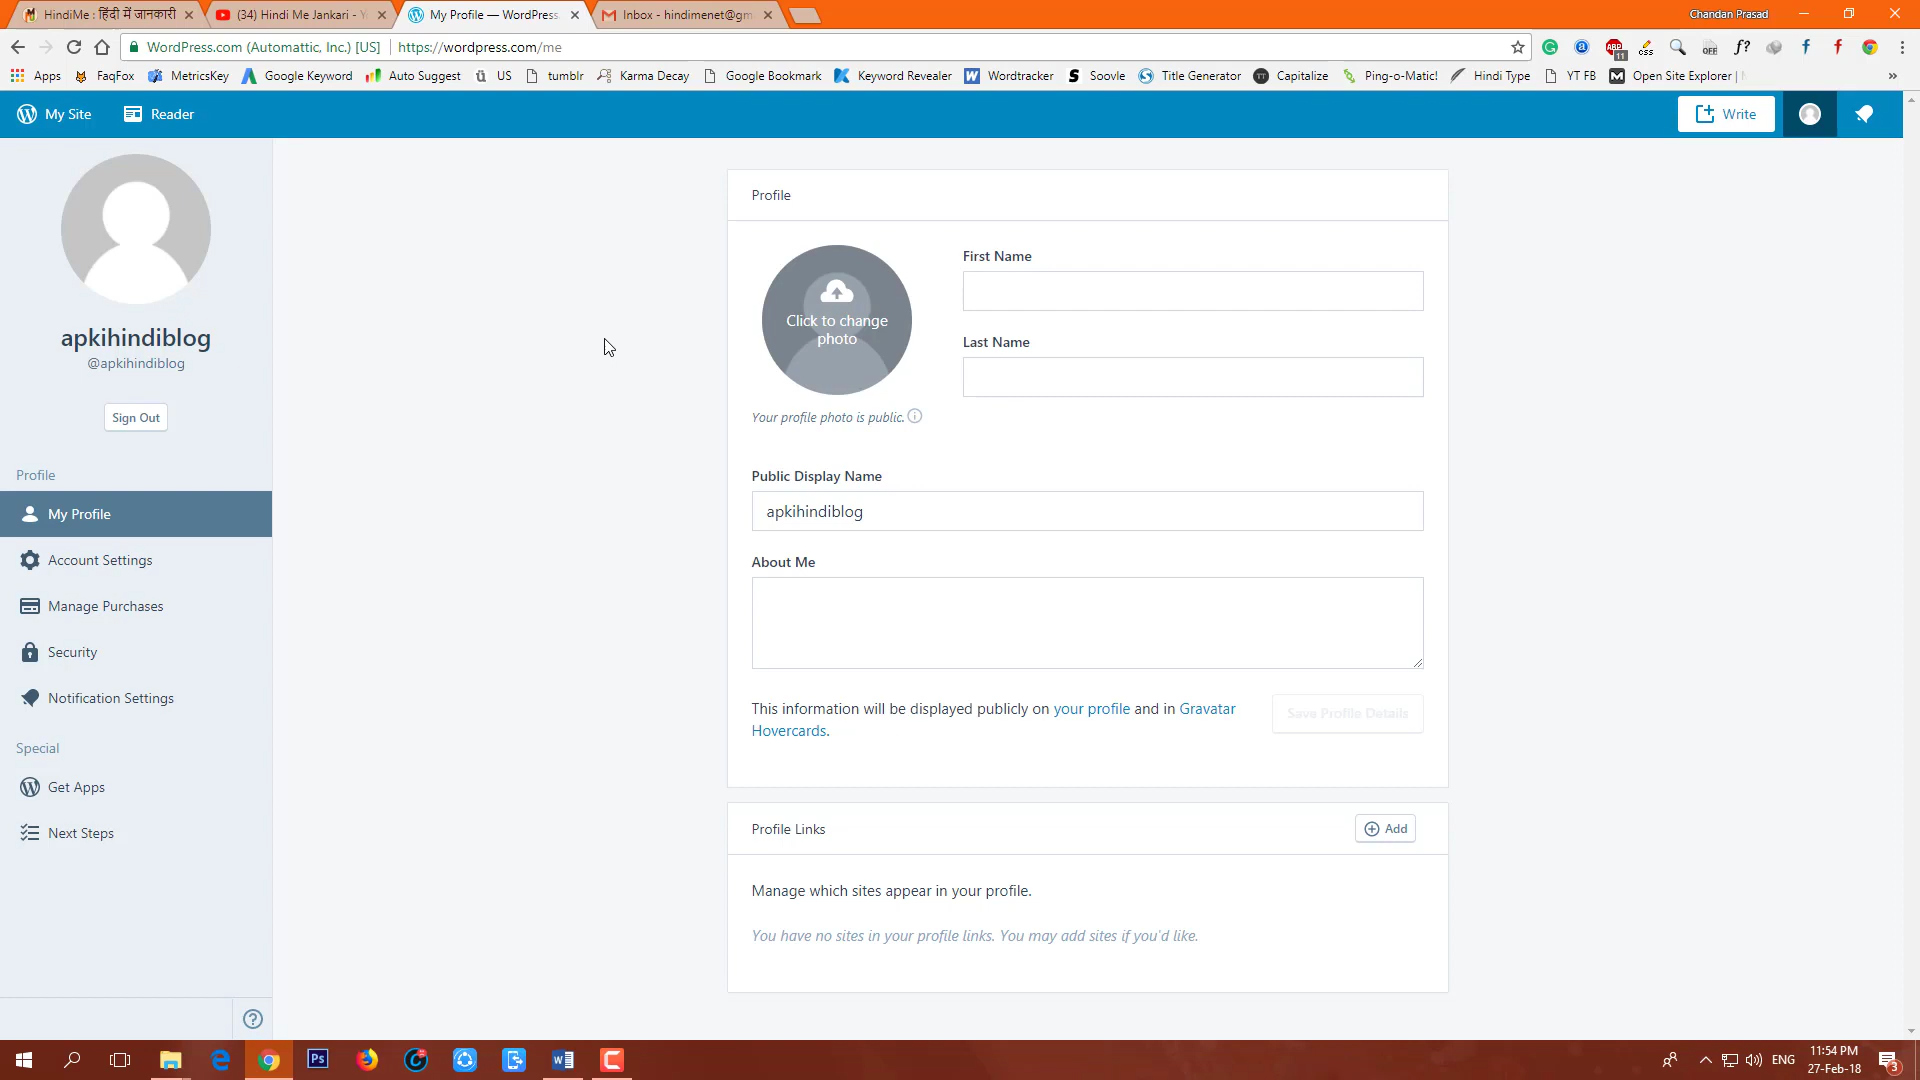 HindiMe : हिंदी में जानकारी
(34) Hindi Me Jankari - Y
My Profile — WordPress.
Inbox - hindimenet@gm
Chandan Prasad
WordPress.com (Automattic, Inc.) [US]
https://wordpress.com/me
11
Apps
FaqFox
MetricsKey
Google Keyword
Auto Suggest
US
tumblr
Karma Decay
Google Bookmark
Keyword Revealer
Wordtracker
Soovle
Title Generator
Capitalize
Ping-o-Matic!
Hindi Type
YT FB
Open Site Explorer |
My Site
Reader
Write
apkihindiblog
@apkihindiblog
Sign Out
Profile
My Profile
Account Settings
Manage Purchases
Security
Notification Settings
Special
Get Apps
Next Steps
Profile
Click to change
photo
Your profile photo is public.
First Name
Last Name
Public Display Name
apkihindiblog
About Me
This information will be displayed publicly on your profile and in Gravatar
Hovercards.
Save Profile Details
Profile Links
Add
Manage which sites appear in your profile.
You have no sites in your profile links. You may add sites if you'd like.
ENG
11:54 PM
27-Feb-18
3